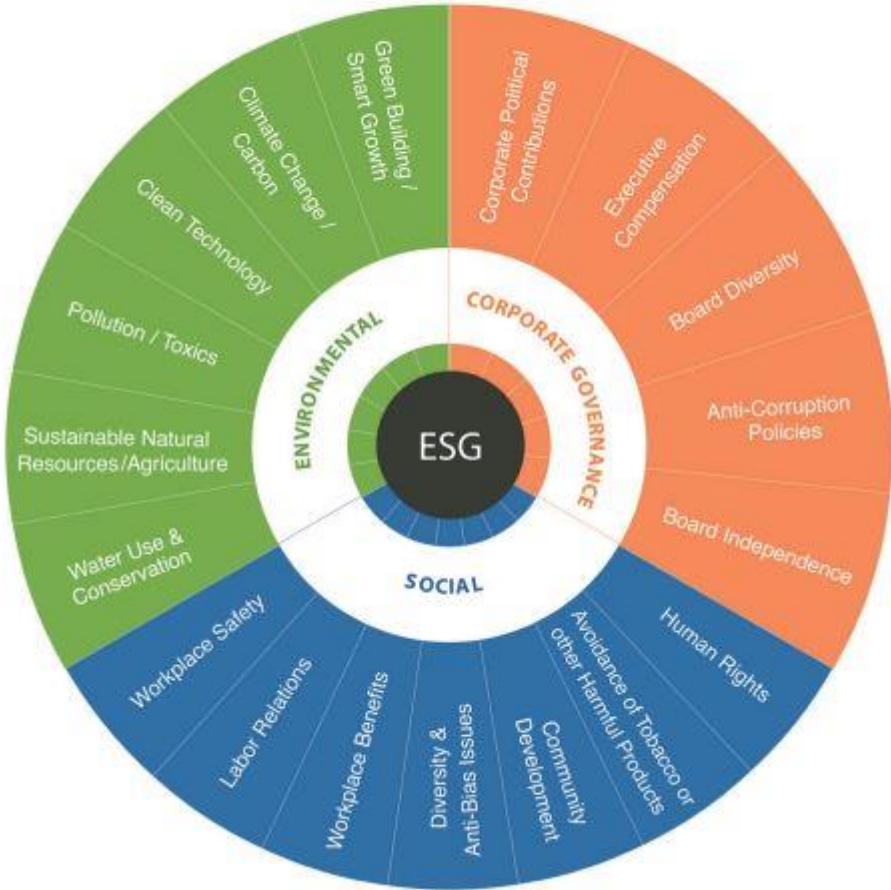 ESG
ENVIRONMENTAL
Green Building /
Smart Growth
Climate Change /
Carbon
Clean Technology
Pollution / Toxics
Sustainable Natural
Resources/Agriculture
Water Use &
Conservation
CORPORATE GOVERNANCE
Corporate Political
Contributions
Executive
Compensation
Board Diversity
Anti-Corruption
Policies
Board Independence
SOCIAL
Workplace Safety
Labor Relations
Workplace Benefits
Diversity &
Anti-Bias Issues
Community
Development
Avoidance of Tobacco or
other Harmful Products
Human Rights